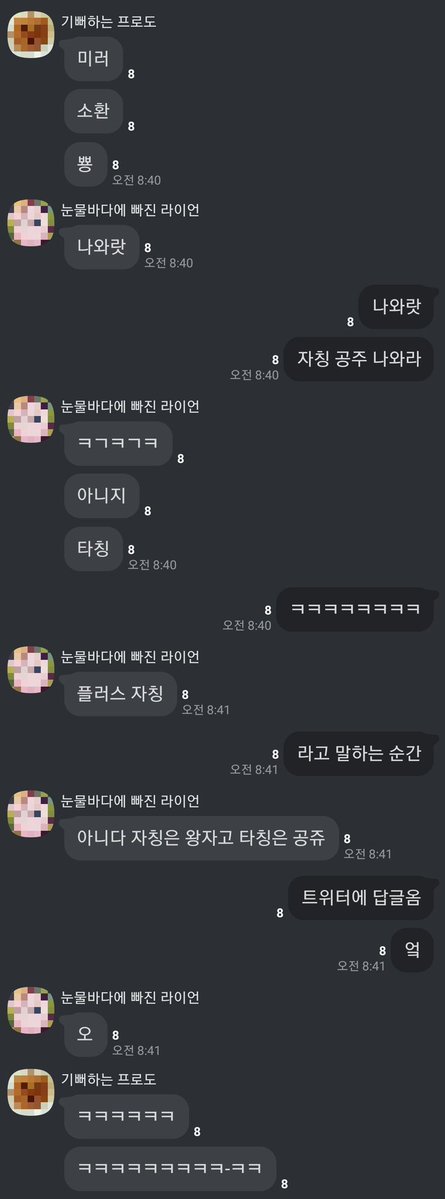 기뻐하는 프로도
미러
8
소환
8
뿅
8
오전 8:40
눈물바다에 빠진 라이언
나와랏
8
오전 8:40
나와랏
8
자칭 공주 나와라
8
오전 8:40
눈물바다에 빠진 라이언
ㅋㄱㅋㄱㅋ
8
아니지
8
타칭
8
오전 8:40
ㅋㅋㅋㅋㅋㅋㅋㅋ
8
오전 8:40
눈물바다에 빠진 라이언
플러스 자칭
8
오전 8:41
라고 말하는 순간
8
오전 8:41
눈물바다에 빠진 라이언
아니다 자칭은 왕자고 타칭은 공쥬
8
오전 8:41
트위터에 답글옴
8
엌
8
오전 8:41
눈물바다에 빠진 라이언
오
8
오전 8:41
기뻐하는 프로도
ㅋㅋㅋㅋㅋㅋ
8
ㅋㅋㅋㅋㅋㅋㅋㅋㅋ-ㅋㅋ
8